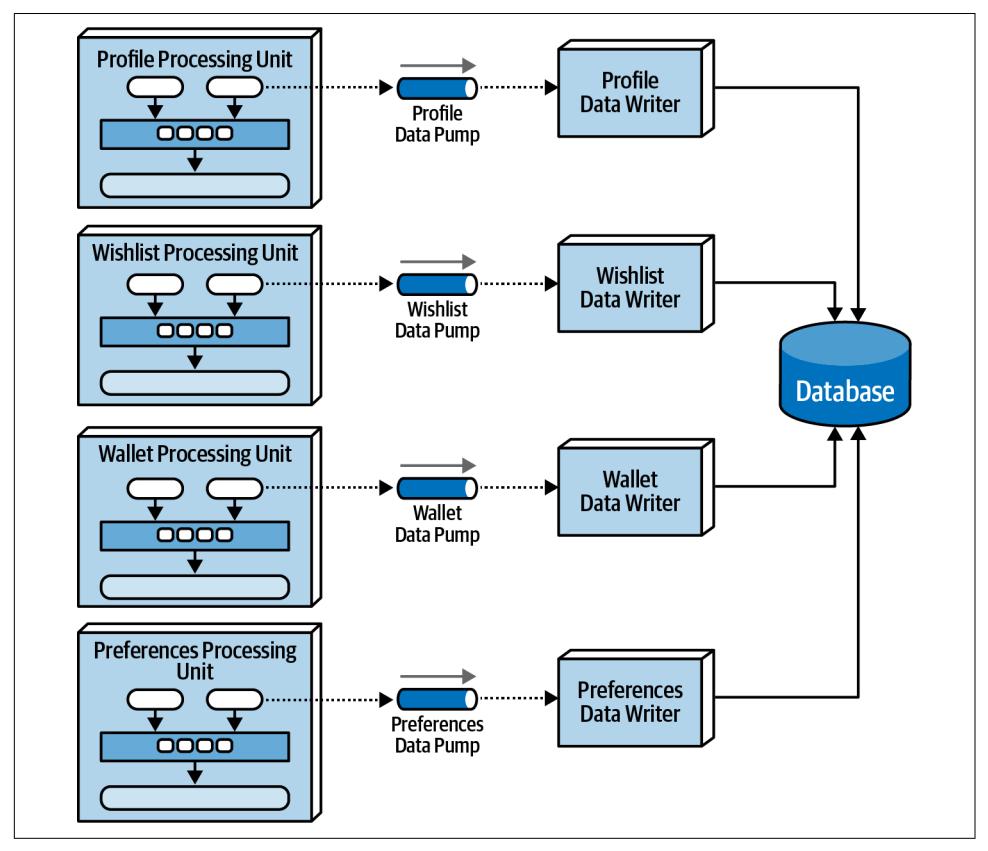 Profile Processing Unit
Profile
Data Pump
Profile
Data Writer
Wishlist Processing Unit
Wishlist
Data Pump
Wishlist
Data Writer
Database
Wallet Processing Unit
Wallet
Data Pump
Wallet
Data Writer
Preferences Processing
Unit
Preferences
Data Pump
Preferences
Data Writer